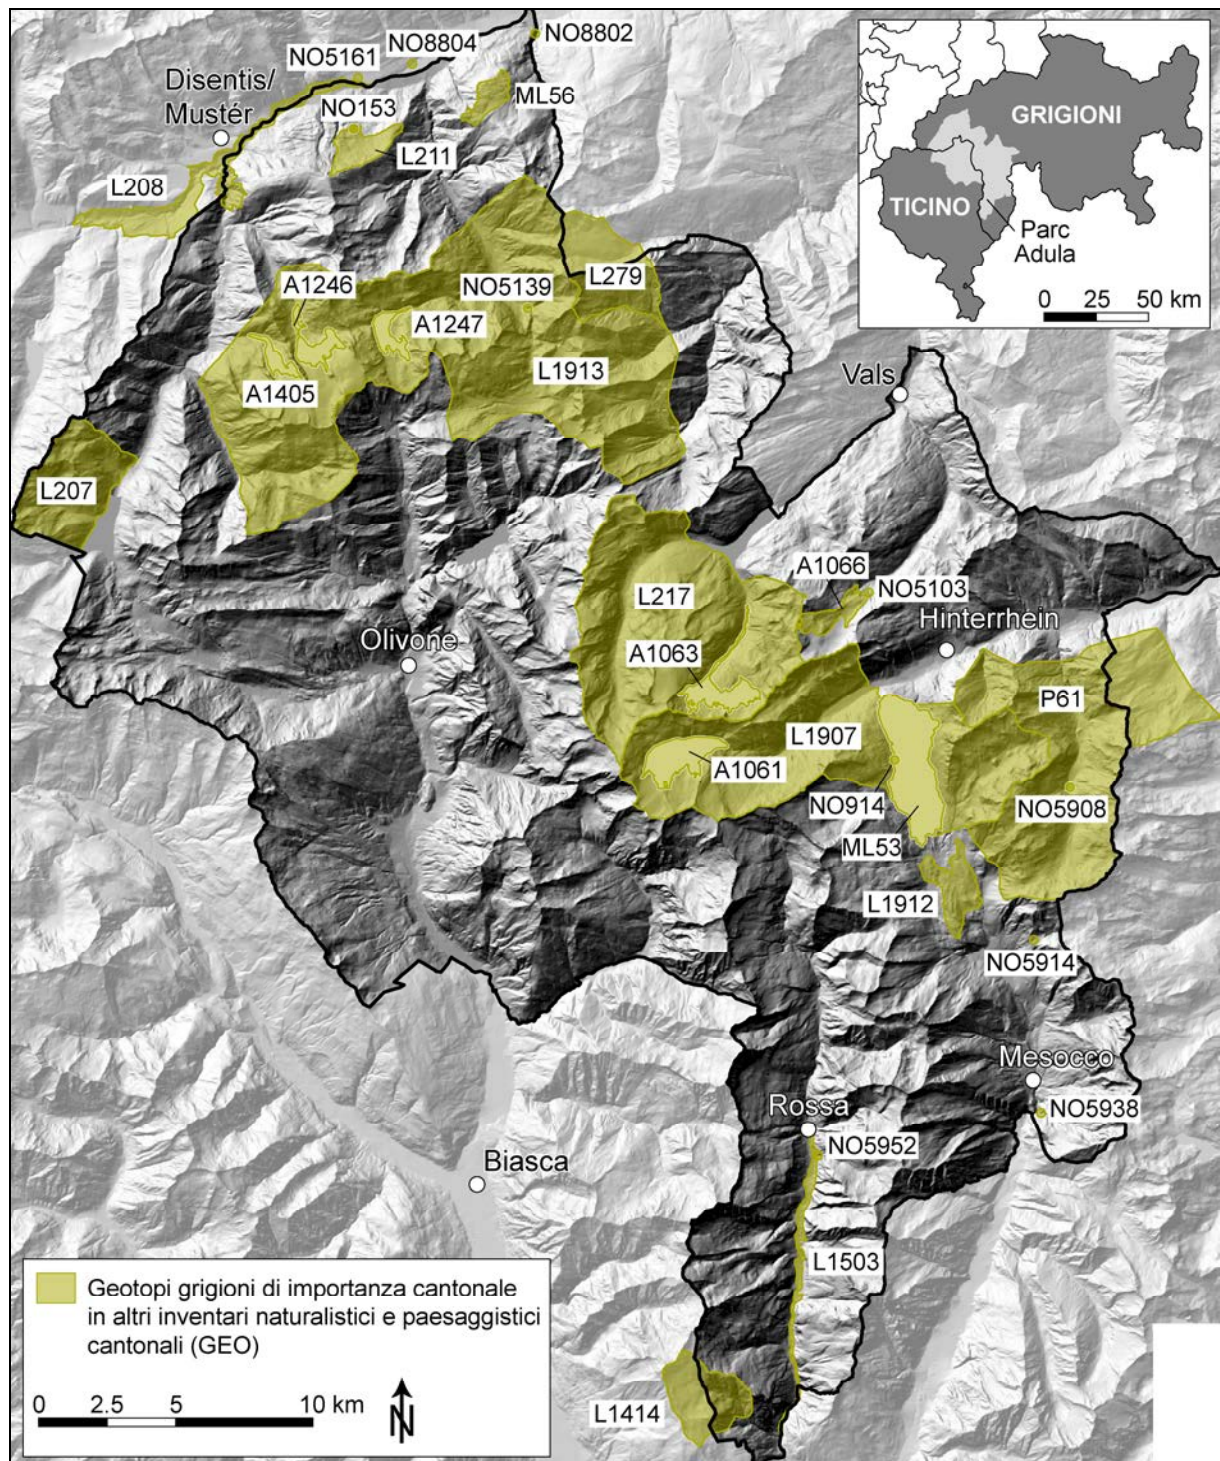 NO8802
NO8804
NO5161
Disentis/
Mustér
NO153
ML56
L211
L208
GRIGIONI
TICINO
Parc
Adula
0 25 50 km
A1246
NO5139
L279
A1247
L1913
A1405
Vals
L207
A1066
NO5103
L217
Hinterrhein
Olivone
A1063
P61
L1907
A1061
NO914
NO5908
ML53
L1912
NO5914
Mesocco
Rossa
NO5938
NO5952
Biasca
L1503
Geotopi grigioni di importanza cantonale
in altri inventari naturalistici e paesaggistici
cantonali (GEO)
0 2.5 5 10 km
N
L1414